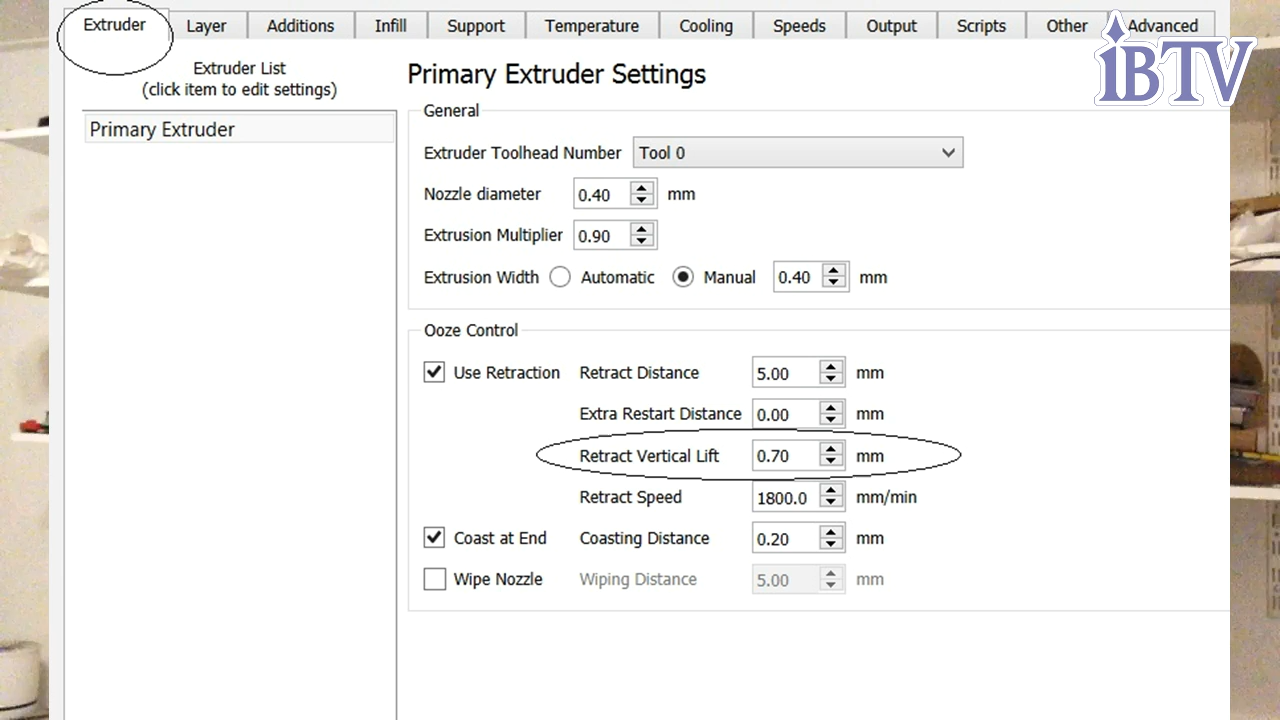 Extruder Layer Additions Infill Support Temperature Cooling Speeds Output Scripts Other Advanced
iBTV
Extruder List
(click item to edit settings)
Primary Extruder
Primary Extruder Settings
General
Extruder Toolhead Number Tool 0
Nozzle diameter 0.40 mm
Extrusion Multiplier 0.90
Extrusion Width Automatic Manual 0.40 mm
Ooze Control
Use Retraction Retract Distance 5.00 mm
Extra Restart Distance 0.00 mm
Retract Vertical Lift 0.70 mm
Retract Speed 1800.0 mm/min
Coast at End Coasting Distance 0.20 mm
Wipe Nozzle Wiping Distance 5.00 mm